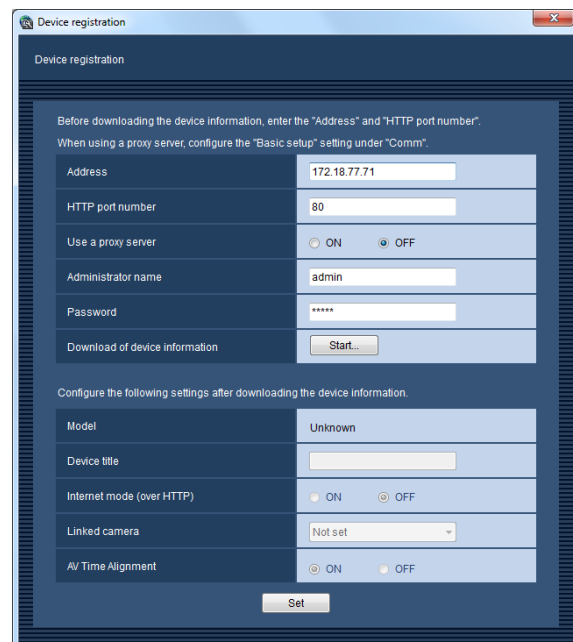 Device registration
Device registration
Before downloading the device information, enter the "Address" and "HTTP port number".
When using a proxy server, configure the "Basic setup" setting under "Comm".
Address 172.18.77.71
HTTP port number 80
Use a proxy server ON OFF
Administrator name admin
Password *****
Download of device information Start...
Configure the following settings after downloading the device information.
Model Unknown
Device title
Internet mode (over HTTP) ON OFF
Linked camera Not set
AV Time Alignment ON OFF
Set